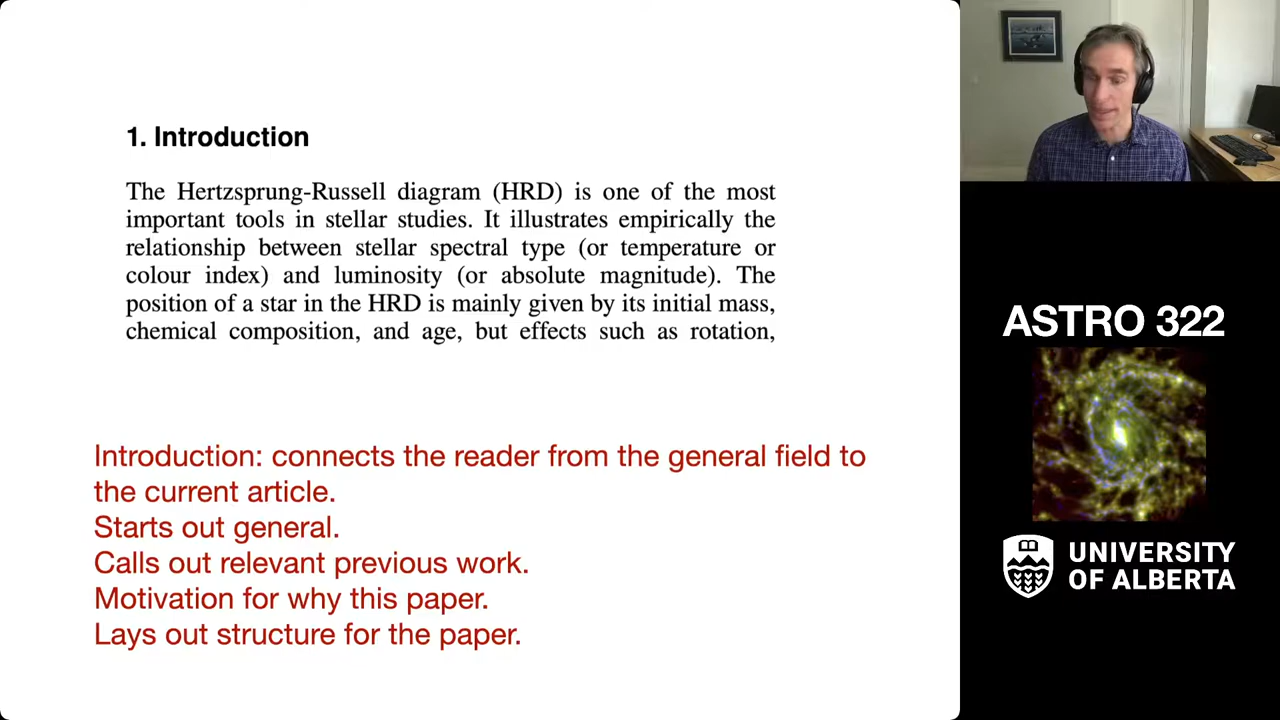 1. Introduction
The Hertzsprung-Russell diagram (HRD) is one of the most
important tools in stellar studies. It illustrates empirically the
relationship between stellar spectral type (or temperature or
colour index) and luminosity (or absolute magnitude). The
position of a star in the HRD is mainly given by its initial mass,
chemical composition, and age, but effects such as rotation,
Introduction: connects the reader from the general field to
the current article.
Starts out general.
Calls out relevant previous work.
Motivation for why this paper.
Lays out structure for the paper.
ASTRO 322
UNIVERSITY
OF ALBERTA